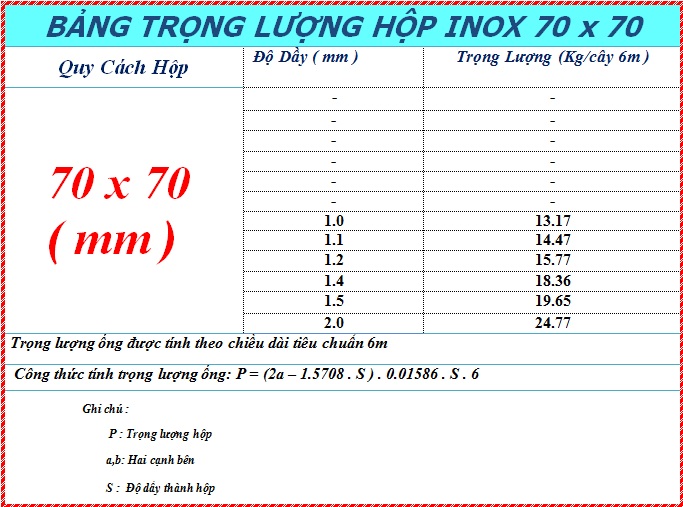 BẢNG TRỌNG LƯỢNG HỘP INOX 70 x 70
Quy Cách Hộp
Độ Dầy ( mm )
Trọng Lượng (Kg/cây 6m )
- -
- -
- -
- -
- -
- -
70 x 70
( mm )
1.0 13.17
1.1 14.47
1.2 15.77
1.4 18.36
1.5 19.65
2.0 24.77
Trọng lượng ống được tính theo chiều dài tiêu chuẩn 6m
Công thức tính trọng lượng ống: P = (2a – 1.5708 . S ) . 0.01586 . S . 6
Ghi chú :
P : Trọng lượng hộp
a,b: Hai cạnh bên
S : Độ dầy thành hộp